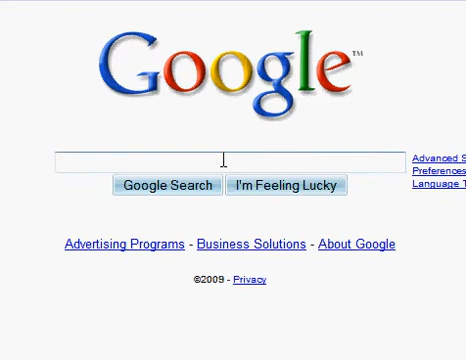 Google™
Advanced S
Preferences
Language T
Google Search I'm Feeling Lucky
Advertising Programs - Business Solutions - About Google
©2009 - Privacy